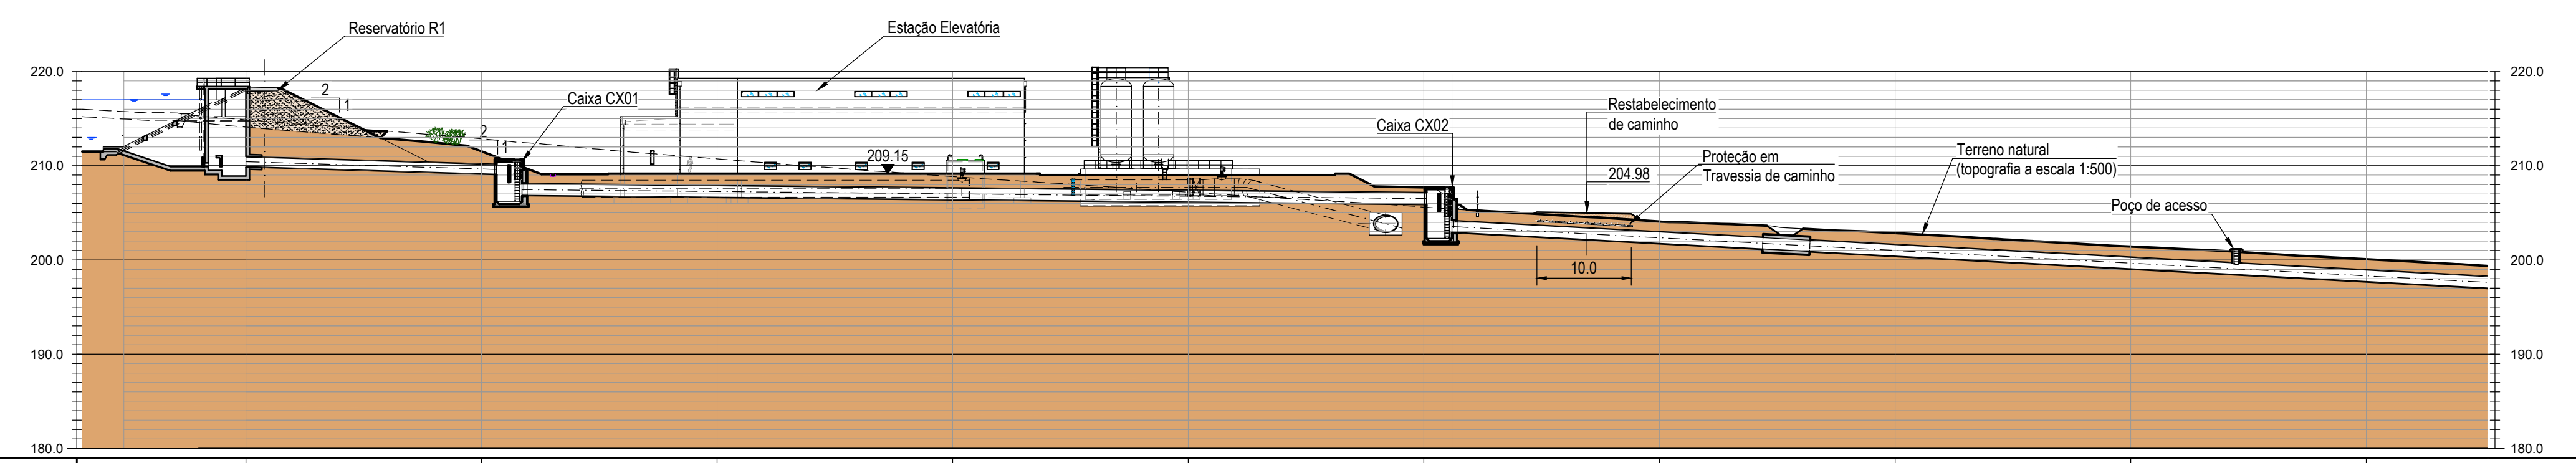 Reservatório R1
Estação Elevatória
220.0
220.0
2
1
Caixa CX01
Restabelecimento
de caminho
Caixa CX02
2
1
Terreno natural
(topografia a escala 1:500)
209.15
Proteção em
Travessia de caminho
210.0
210.0
204.98
Poço de acesso
200.0
10.0
200.0
190.0
190.0
180.0
180.0